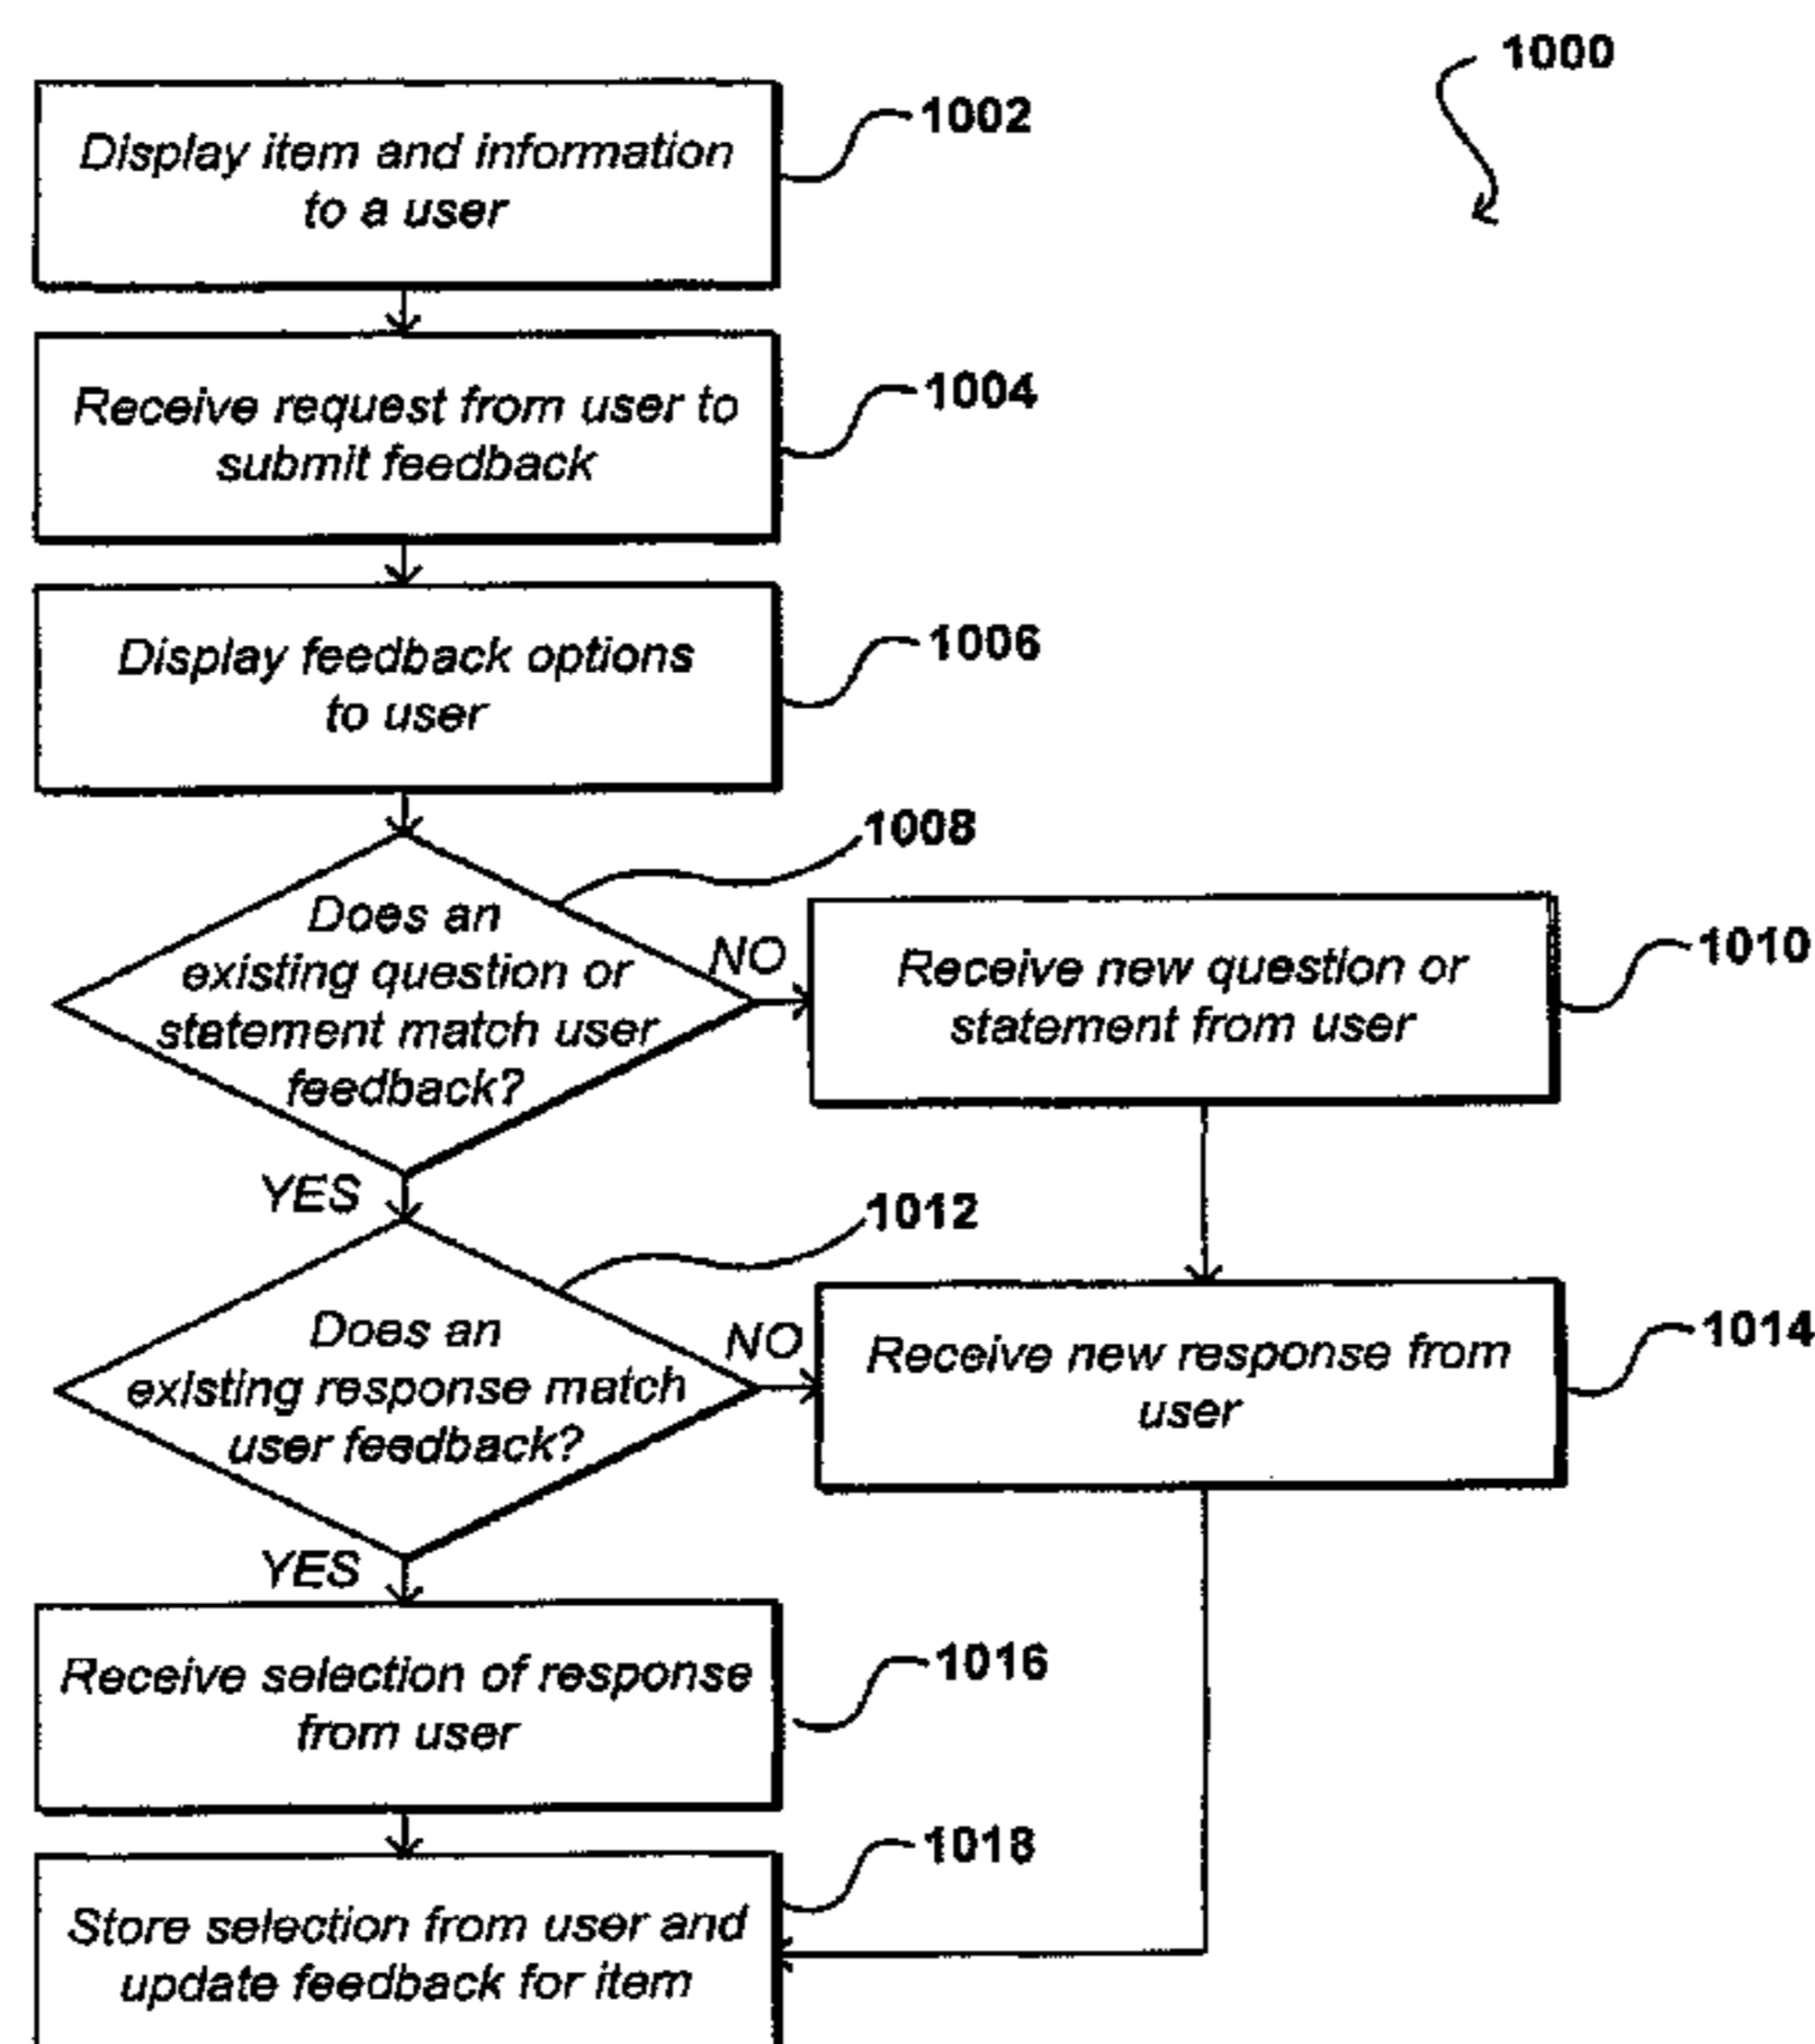 1000
Display item and information
to a user
1002
Receive request from user to
submit feedback
1004
Display feedback options
to user
1006
1008
Does an
existing question or
statement match user
feedback?
NO
YES
Receive new question or
statement from user
1010
1012
Does an
existing response match
user feedback?
NO
YES
Receive new response from
user
1014
Receive selection of response
from user
1016
1018
Store selection from user and
update feedback for item